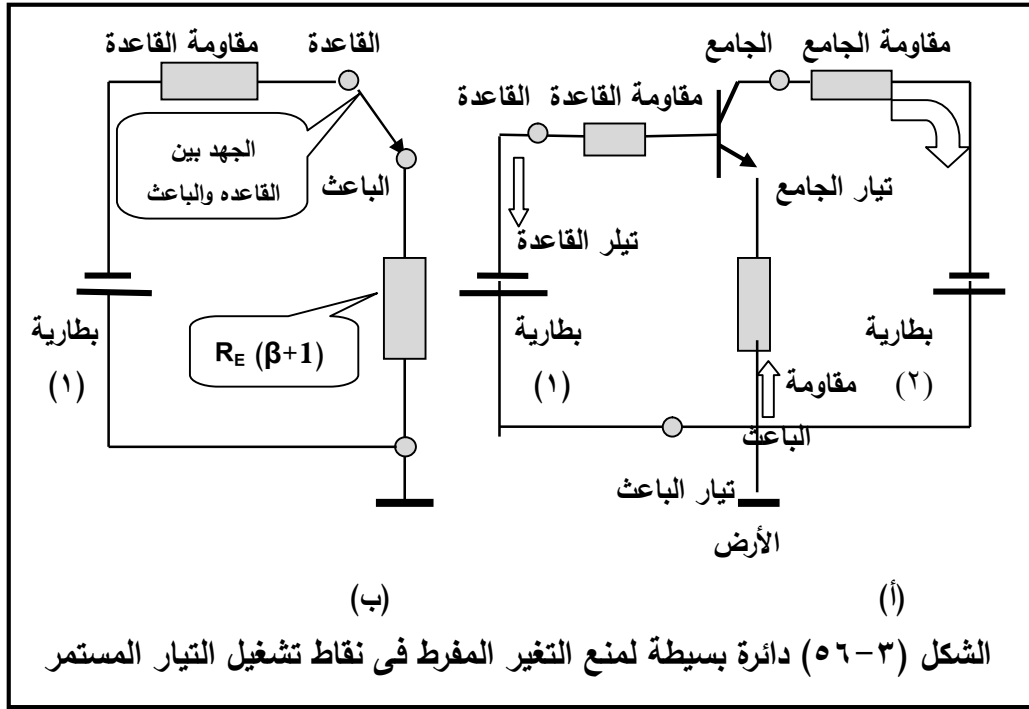 مقاومة الجامع
الجامع
مقاومة القاعدة
القاعدة
تيار الجامع
تيلر القاعدة
بطارية
(٢)
بطارية
(١)
مقاومة
الباعث
تيار الباعث
الأرض
(أ)
القاعدة
مقاومة القاعدة
الجهد بين
القاعده والباعث
الباعث
R_E (β+1)
بطارية
(١)
(ب)
الشكل (٣-٥٦) دائرة بسيطة لمنع التغير المفرط فى نقاط تشغيل التيار المستمر